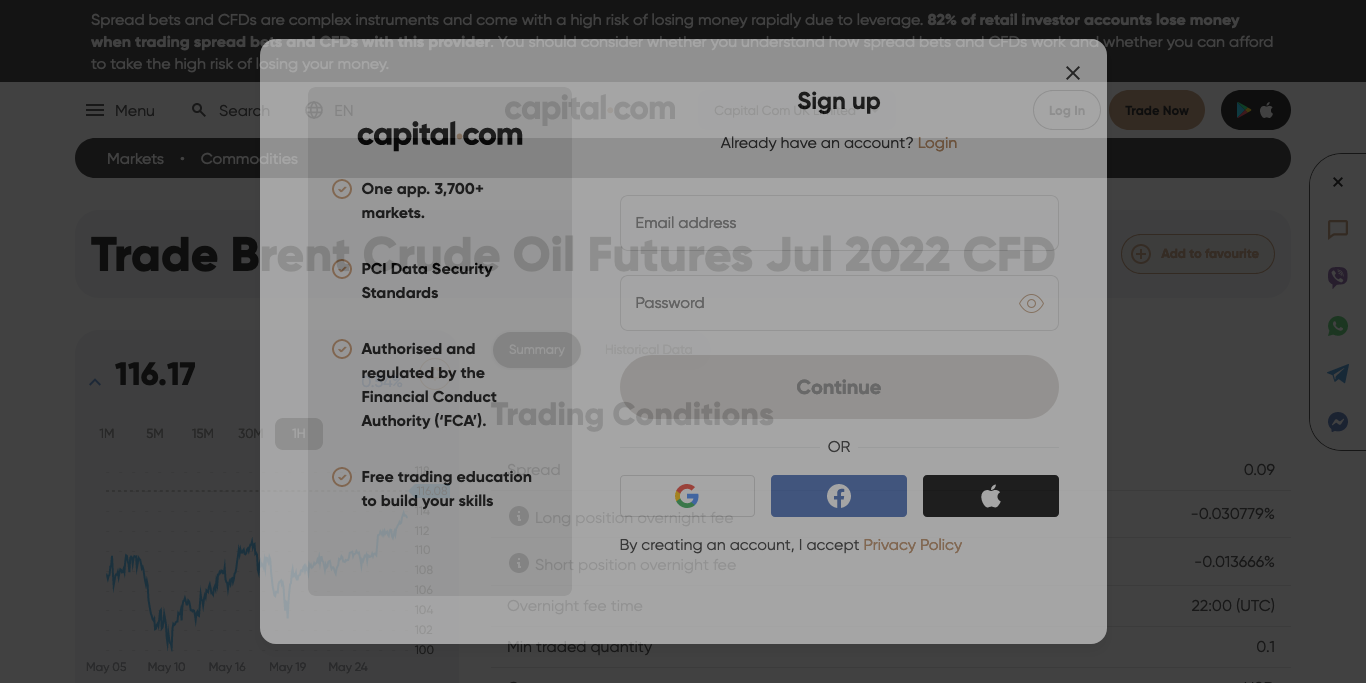 Spread bets and CFDs are complex instruments and come with a high risk of losing money rapidly due to leverage. 82% of retail investor accounts lose money
when trading spread bets and CFDs with this provider. You should consider whether you understand how spread bets and CFDs work and whether you can afford
to take the high risk of losing your money.
Menu
Search
EN
capital.com
Capital Com UK Limited
Log In
Trade Now
Markets • Commodities
Trade Brent Crude Oil Futures Jul 2022 CFD
Add to favourite
116.17
1M 5M 15M 30M 1H
116.08
112
110
108
106
104
102
100
May 05 May 10 May 16 May 19 May 24
Summary
Historical Data
Trading Conditions
Spread 0.09
Long position overnight fee -0.030779%
Short position overnight fee -0.013666%
Overnight fee time 22:00 (UTC)
Min traded quantity 0.1
capital.com
One app. 3,700+
markets.
PCI Data Security
Standards
Authorised and
regulated by the
Financial Conduct
Authority (‘FCA’).
Free trading education
to build your skills
Sign up
Already have an account? Login
Email address
Password
Continue
OR
By creating an account, I accept Privacy Policy